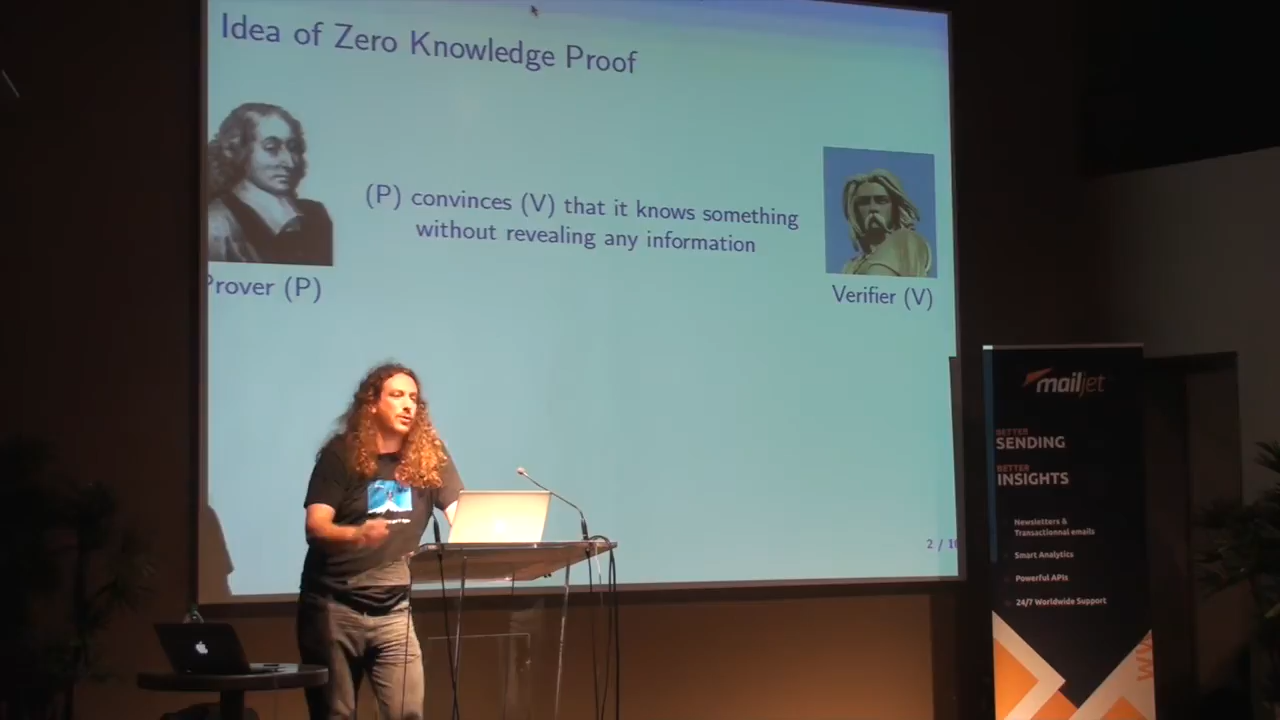 Idea of Zero Knowledge Proof
(P) convinces (V) that it knows something
without revealing any information
Prover (P)
Verifier (V)
2 / 1
mailjet
BETTER
SENDING
BETTER
INSIGHTS
Newsletters &
Transactionnal emails
Smart Analytics
Powerful APIs
24/7 Worldwide Support